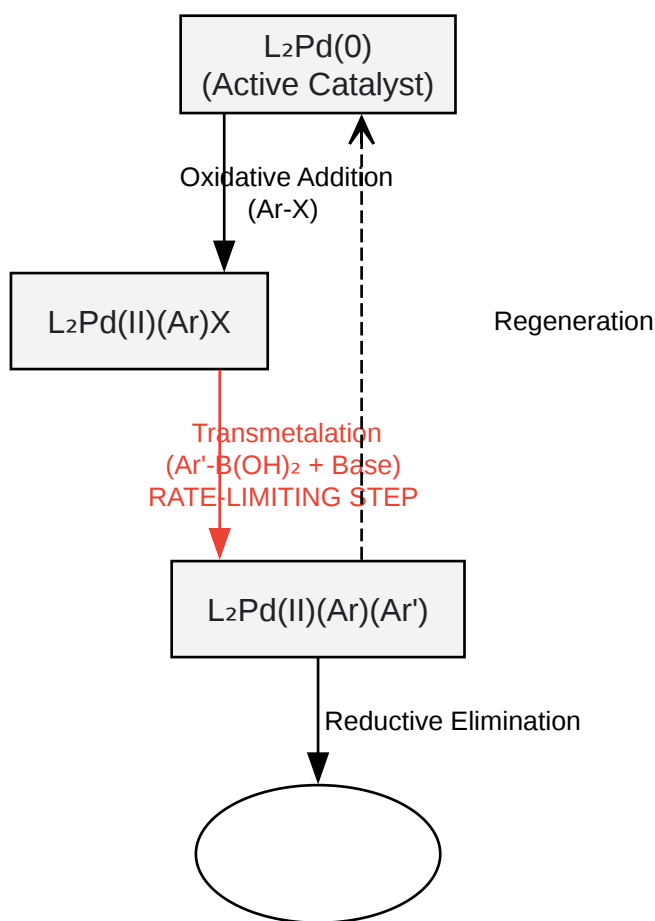 L₂Pd(0)
(Active Catalyst)
Oxidative Addition
(Ar-X)
L₂Pd(II)(Ar)X
Regeneration
Transmetalation
(Ar'-B(OH)₂ + Base)
RATE-LIMITING STEP
L₂Pd(II)(Ar)(Ar')
Reductive Elimination